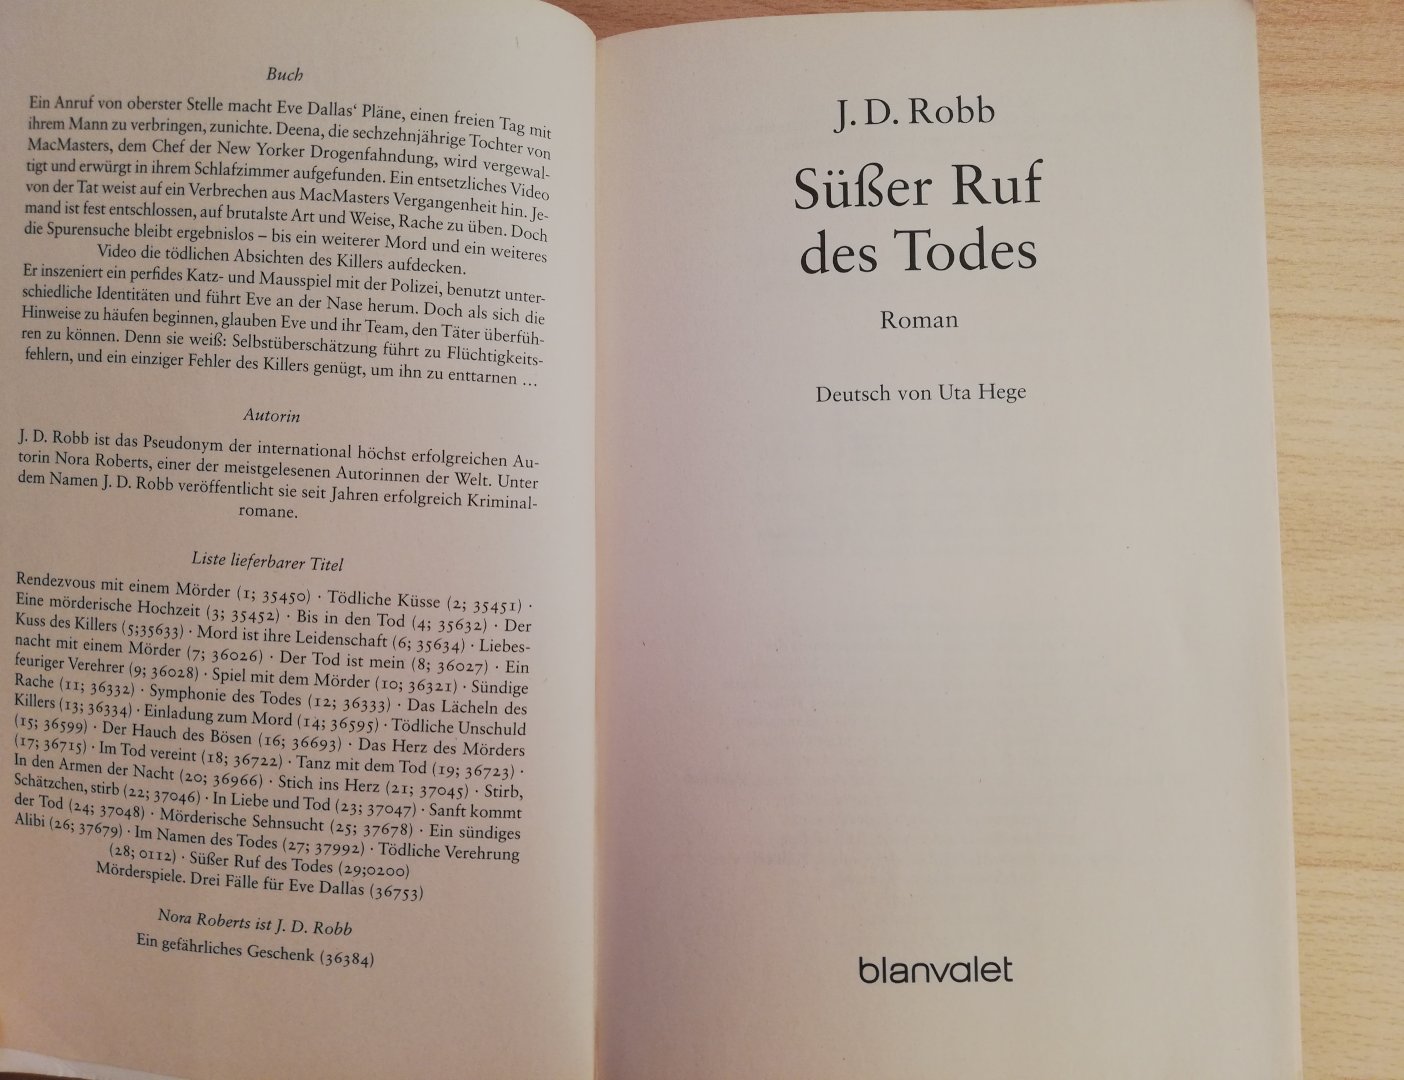 Buch
Ein Anruf von oberster Stelle macht Eve Dallas‘ Pläne, einen freien Tag mit
ihrem Mann zu verbringen, zunichte. Deena, die sechzehnjährige Tochter von
MacMasters, dem Chef der New Yorker Drogenfahndung, wird vergewal-
tigt und erwürgt in ihrem Schlafzimmer aufgefunden. Ein entsetzliches Video
von der Tat weist auf ein Verbrechen aus MacMasters Vergangenheit hin. Je-
mand ist fest entschlossen, auf brutalste Art und Weise, Rache zu üben. Doch
die Spurensuche bleibt ergebnislos – bis ein weiterer Mord und ein weiteres
Video die tödlichen Absichten des Killers aufdecken.
Er inszeniert ein perfides Katz- und Mausspiel mit der Polizei, benutzt unter-
schiedliche Identitäten und führt Eve an der Nase herum. Doch als sich die
Hinweise zu häufen beginnen, glauben Eve und ihr Team, den Täter überfüh-
ren zu können. Denn sie weiß: Selbstüberschätzung führt zu Flüchtigkeits-
fehlern, und ein einziger Fehler des Killers genügt, um ihn zu enttarnen …
Autorin
J. D. Robb ist das Pseudonym der international höchst erfolgreichen Au-
torin Nora Roberts, einer der meistgelesenen Autorinnen der Welt. Unter
dem Namen J. D. Robb veröffentlicht sie seit Jahren erfolgreich Kriminal-
romane.
Liste lieferbarer Titel
Rendezvous mit einem Mörder (1; 35450) · Tödliche Küsse (2; 35451) ·
Eine mörderische Hochzeit (3; 35452) · Bis in den Tod (4; 35632) · Der
Kuss des Killers (5;35633) · Mord ist ihre Leidenschaft (6; 35634) · Liebes-
nacht mit einem Mörder (7; 36026) · Der Tod ist mein (8; 36027) · Ein
feuriger Verehrer (9; 36028) · Spiel mit dem Mörder (10; 36321) · Sündige
Rache (11; 36332) · Symphonie des Todes (12; 36333) · Das Lächeln des
Killers (13; 36334) · Einladung zum Mord (14; 36595) · Tödliche Unschuld
(15; 36599) · Der Hauch des Bösen (16; 36693) · Das Herz des Mörders
(17; 36715) · Im Tod vereint (18; 36722) · Tanz mit dem Tod (19; 36723) ·
In den Armen der Nacht (20; 36966) · Stich ins Herz (21; 37045) · Stirb,
Schätzchen, stirb (22; 37046) · In Liebe und Tod (23; 37047) · Sanft kommt
der Tod (24; 37048) · Mörderische Sehnsucht (25; 37678) · Ein sündiges
Alibi (26; 37679) · Im Namen des Todes (27; 37992) · Tödliche Verehrung
(28; 0112) · Süßer Ruf des Todes (29;0200)
Mörderspiele. Drei Fälle für Eve Dallas (36753)
Nora Roberts ist J. D. Robb
Ein gefährliches Geschenk (36384)
J. D. Robb
Süßer Ruf
des Todes
Roman
Deutsch von Uta Hege
blanvalet